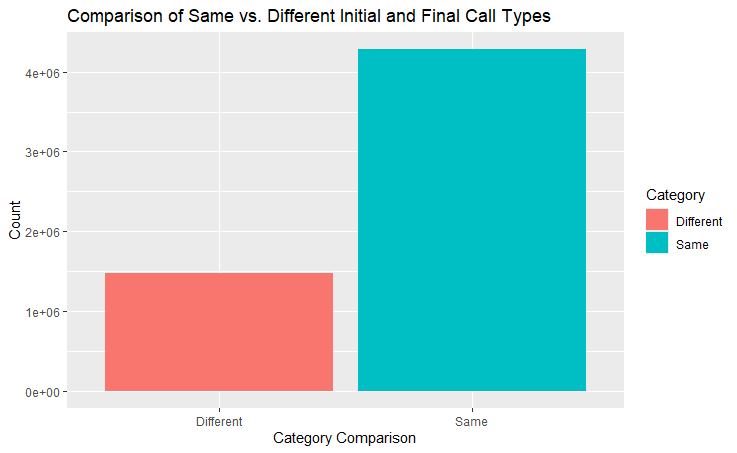 Comparison of Same vs. Different Initial and Final Call Types
Count
4e+06
3e+06
2e+06
1e+06
0e+00
Different
Same
Category Comparison
Category
Different
Same